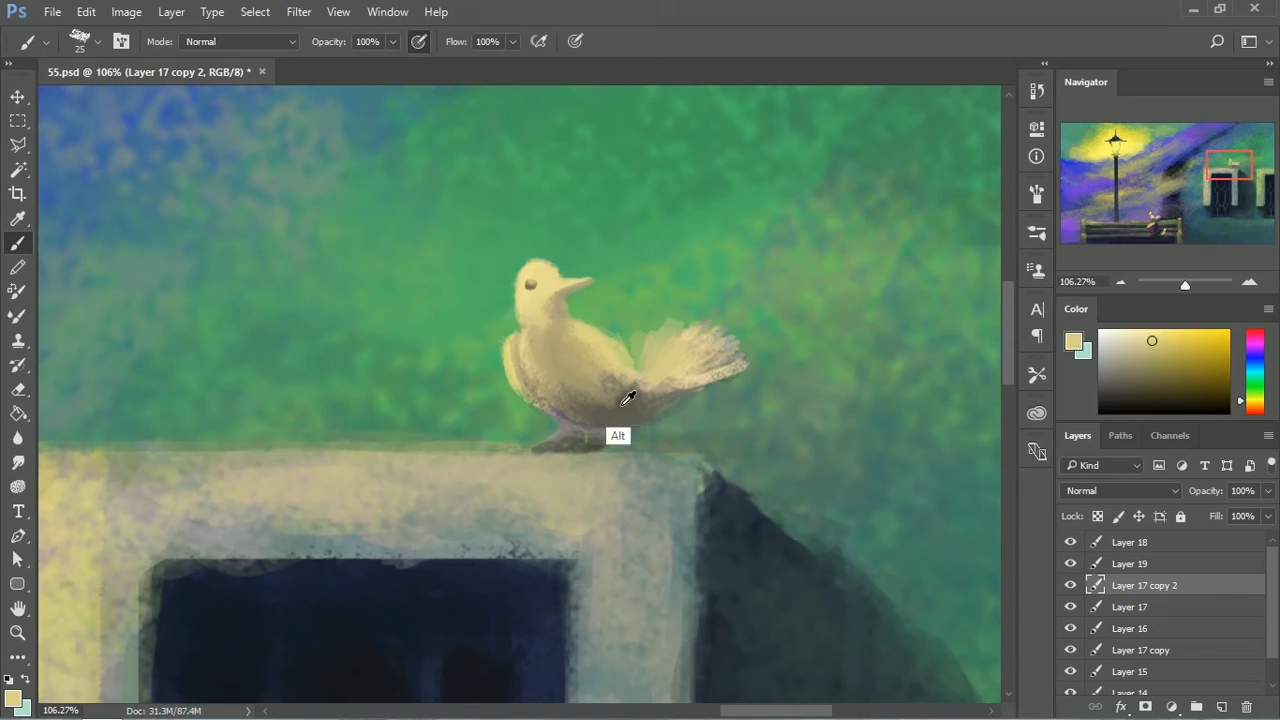 Ps File Edit Image Layer Type Select Filter View Window Help
25 Mode: Normal Opacity: 100% Flow: 100%
55.psd @ 106% (Layer 17 copy 2, RGB/8) *
Navigator
106.27%
Color
Alt
Layers Paths Channels
Kind
Normal Opacity: 100%
Lock: Fill: 100%
Layer 18
Layer 19
Layer 17 copy 2
Layer 17
Layer 16
Layer 17 copy
Layer 15
Layer 14
106.27% Doc: 31.3M/87.4M